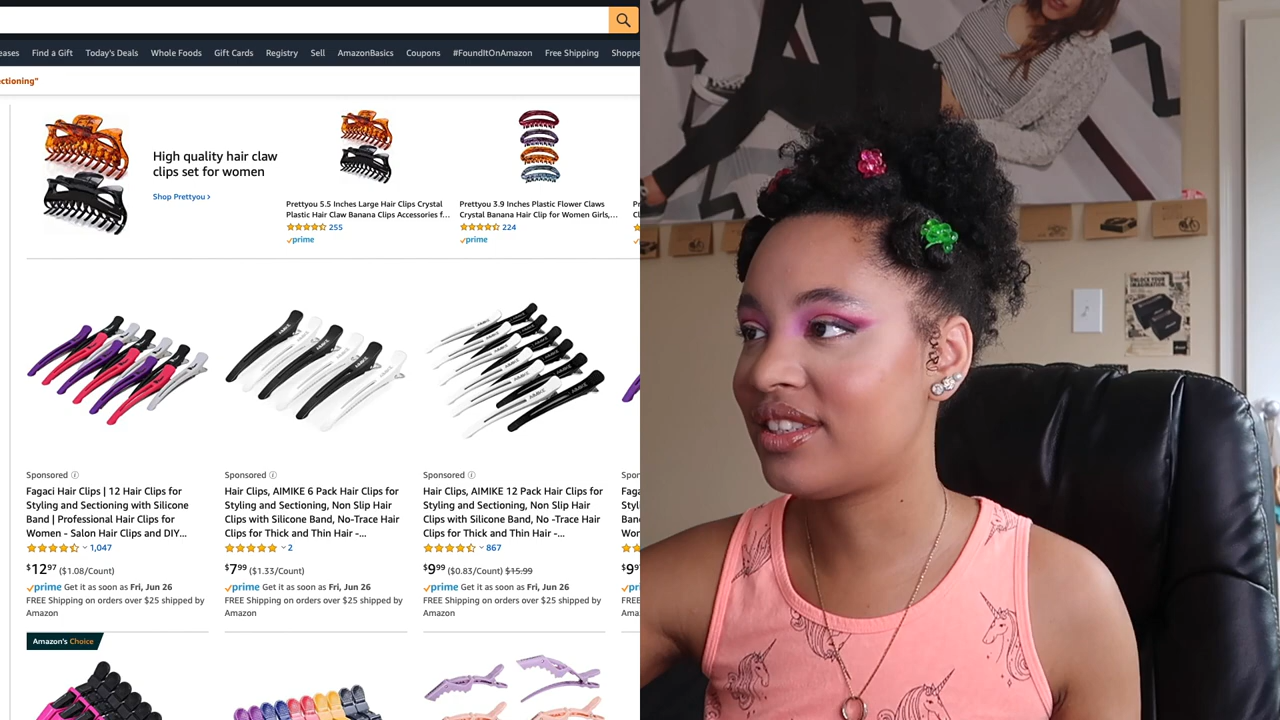 eases Find a Gift Today's Deals Whole Foods Gift Cards Registry Sell AmazonBasics Coupons #FoundItOnAmazon Free Shipping Shoppe
ctioning"
High quality hair claw
clips set for women
Shop Prettyou ›
Prettyou 5.5 Inches Large Hair Clips Crystal
Plastic Hair Claw Banana Clips Accessories f...
255
prime
Prettyou 3.9 Inches Plastic Flower Claws
Crystal Banana Hair Clip for Women Girls,...
224
prime
Sponsored
Fagaci Hair Clips | 12 Hair Clips for
Styling and Sectioning with Silicone
Band | Professional Hair Clips for
Women - Salon Hair Clips and DIY...
1,047
$1297 ($1.08/Count)
prime Get it as soon as Fri, Jun 26
FREE Shipping on orders over $25 shipped by
Amazon
Sponsored
Hair Clips, AIMIKE 6 Pack Hair Clips for
Styling and Sectioning, Non Slip Hair
Clips with Silicone Band, No-Trace Hair
Clips for Thick and Thin Hair -...
2
$799 ($1.33/Count)
prime Get it as soon as Fri, Jun 26
FREE Shipping on orders over $25 shipped by
Amazon
Sponsored
Hair Clips, AIMIKE 12 Pack Hair Clips for
Styling and Sectioning, Non Slip Hair
Clips with Silicone Band, No -Trace Hair
Clips for Thick and Thin Hair -...
867
$999 ($0.83/Count) $15.99
prime Get it as soon as Fri, Jun 26
FREE Shipping on orders over $25 shipped by
Amazon
Amazon's Choice
UNLOCK YOUR
IMAGINATION.